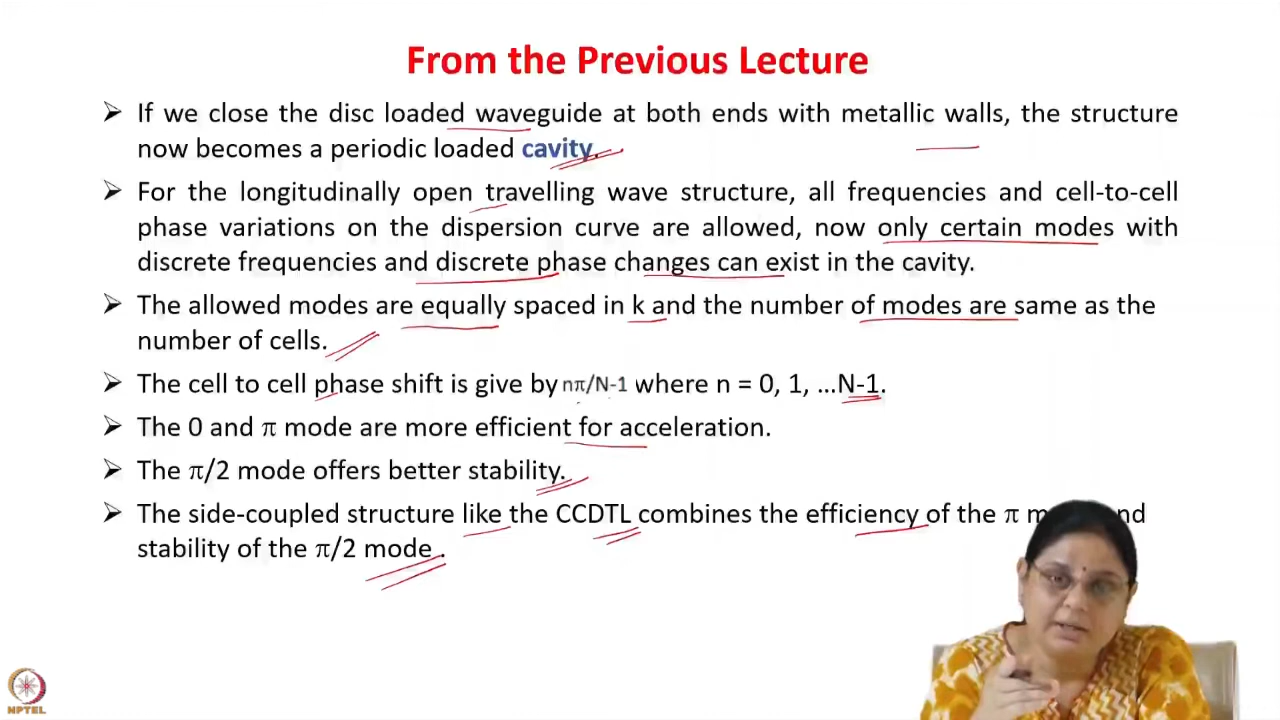 From the Previous Lecture
➢ If we close the disc loaded waveguide at both ends with metallic walls, the structure
now becomes a periodic loaded cavity.
➢ For the longitudinally open travelling wave structure, all frequencies and cell-to-cell
phase variations on the dispersion curve are allowed, now only certain modes with
discrete frequencies and discrete phase changes can exist in the cavity.
➢ The allowed modes are equally spaced in k and the number of modes are same as the
number of cells.
➢ The cell to cell phase shift is give by nπ/N-1 where n = 0, 1, ...N-1.
➢ The 0 and π mode are more efficient for acceleration.
➢ The π/2 mode offers better stability.
➢ The side-coupled structure like the CCDTL combines the efficiency of the π
stability of the π/2 mode .
NPTEL